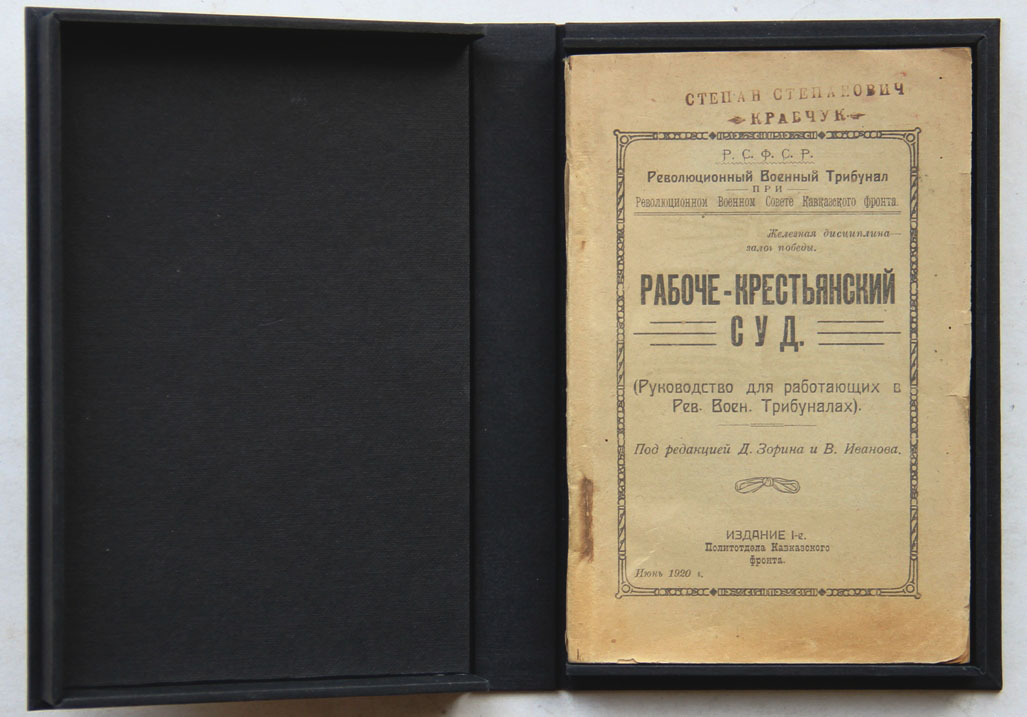 СТЕПАН СТЕПАНОВИЧ
КРАБЧУК
Р. С. Ф. С. Р.
Революционный Военный Трибунал
ПРИ
Революционном Военном Совете Кавказского фронта.
Железная дисциплина—
залог победы.
РАБОЧЕ-КРЕСТЬЯНСКИЙ
СУД.
(Руководство для работающих в
Рев. Воен. Трибуналах).
Под редакцией Д. Зорина и В. Иванова.
ИЗДАНИЕ 1-е.
Политотдела Кавказского
фронта.
Июнь 1920 г.